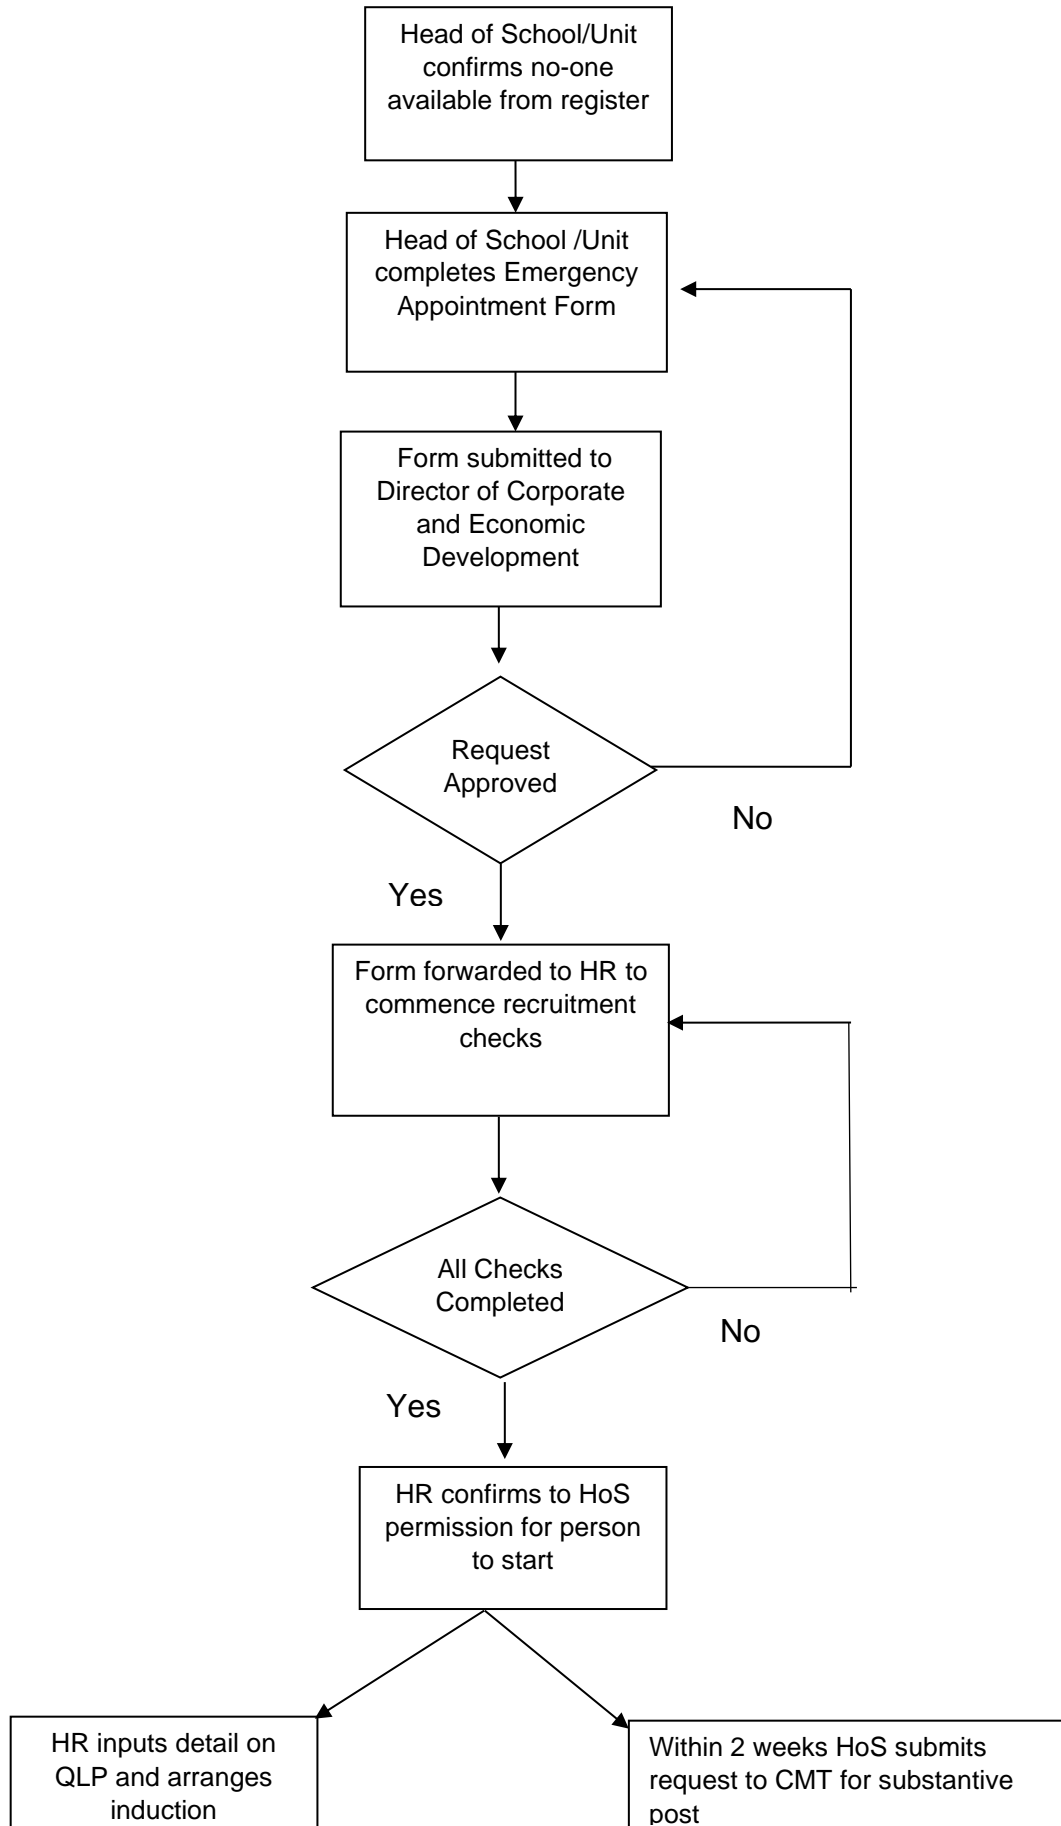 Head of School/Unit
confirms no-one
available from register
Head of School /Unit
completes Emergency
Appointment Form
Form submitted to
Director of Corporate
and Economic
Development
Request
Approved
No
Yes
Form forwarded to HR to
commence recruitment
checks
All Checks
Completed
No
Yes
HR confirms to HoS
permission for person
to start
HR inputs detail on
QLP and arranges
induction
Within 2 weeks HoS submits
request to CMT for substantive
post